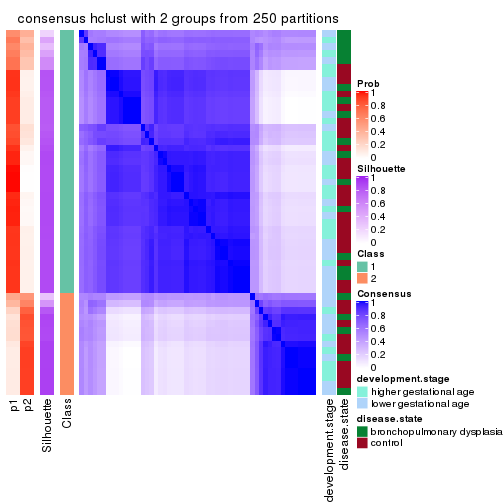 consensus hclust with 2 groups from 250 partitions
Prob
1
0.8
0.6
0.4
0.2
0
Silhouette
1
0.8
0.6
0.4
0.2
0
Class
1
2
Consensus
1
0.8
0.6
0.4
0.2
0
development.stage
higher gestational age
lower gestational age
disease.state
bronchopulmonary dysplasia
control
p1
p2
Silhouette
Class
development.stage
disease.state